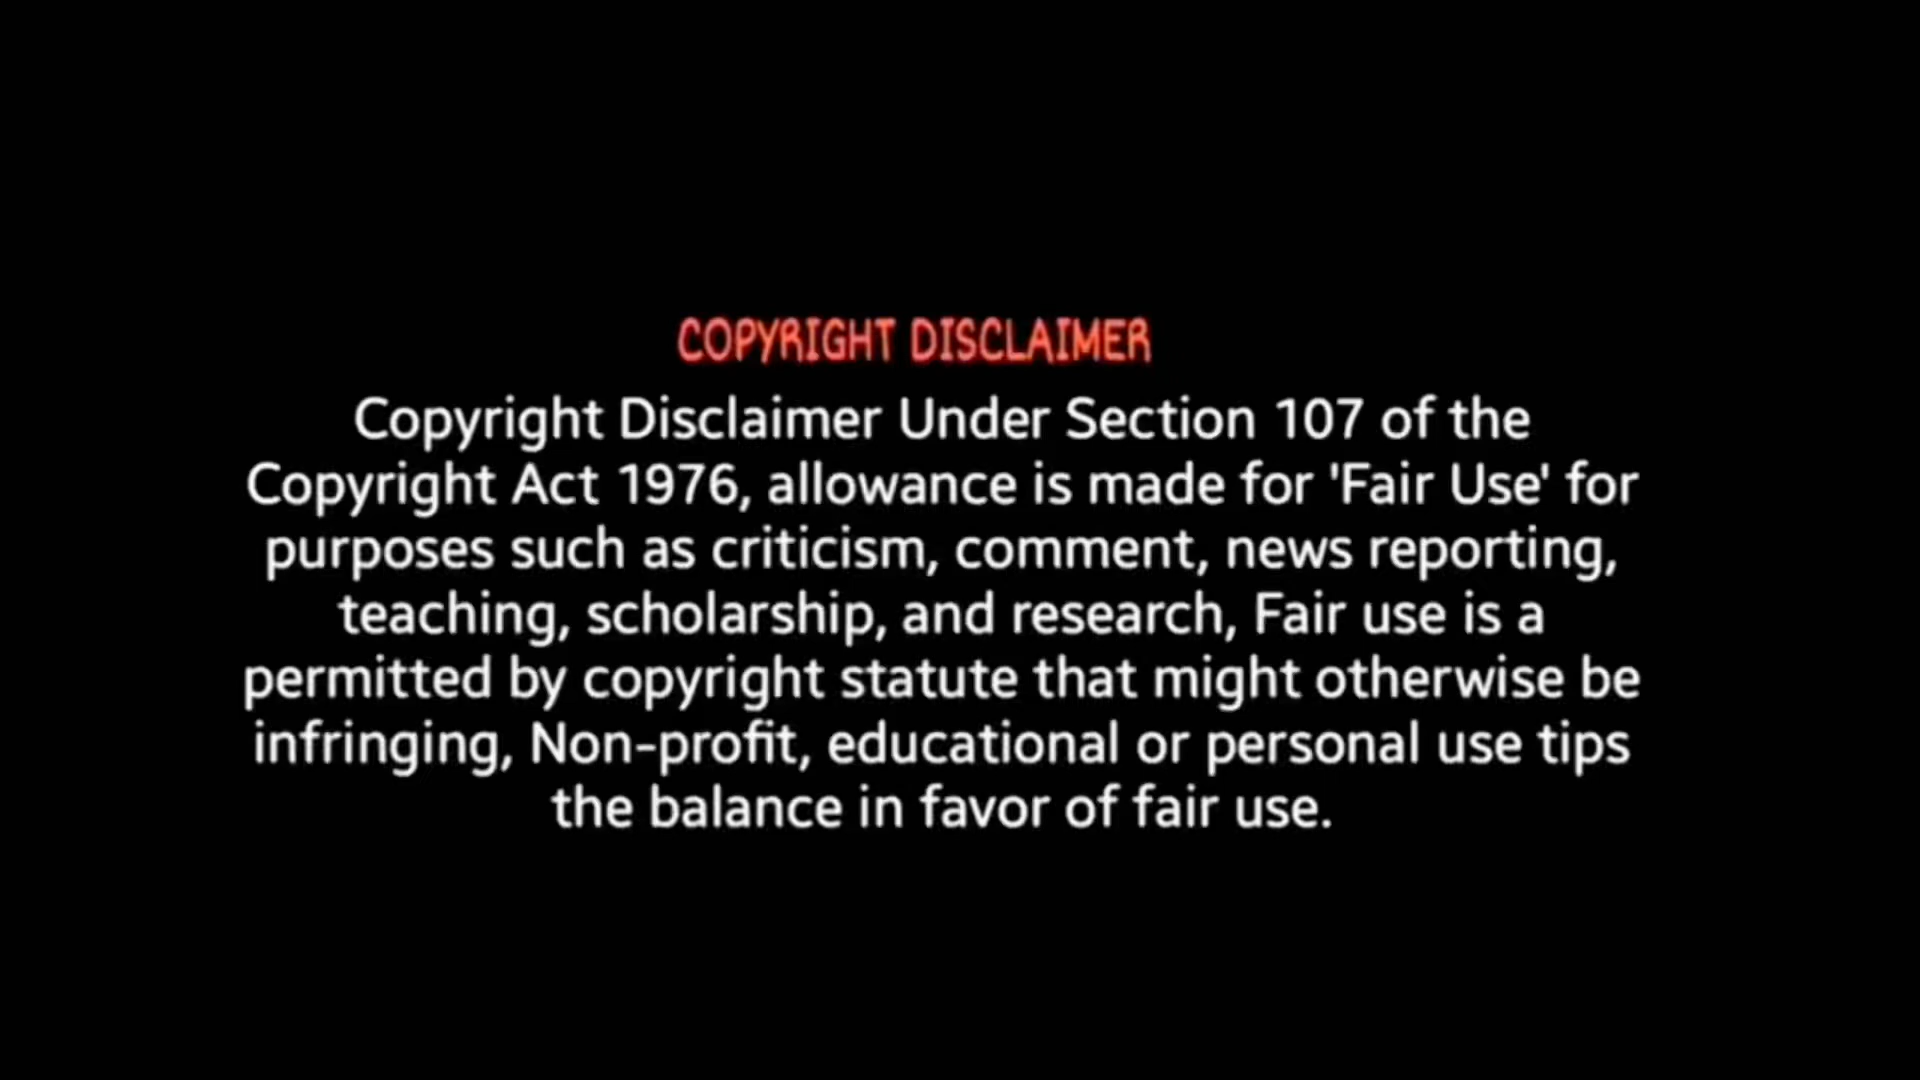 COPYRIGHT DISCLAIMER
Copyright Disclaimer Under Section 107 of the
Copyright Act 1976, allowance is made for 'Fair Use' for
purposes such as criticism, comment, news reporting,
teaching, scholarship, and research, Fair use is a
permitted by copyright statute that might otherwise be
infringing, Non-profit, educational or personal use tips
the balance in favor of fair use.